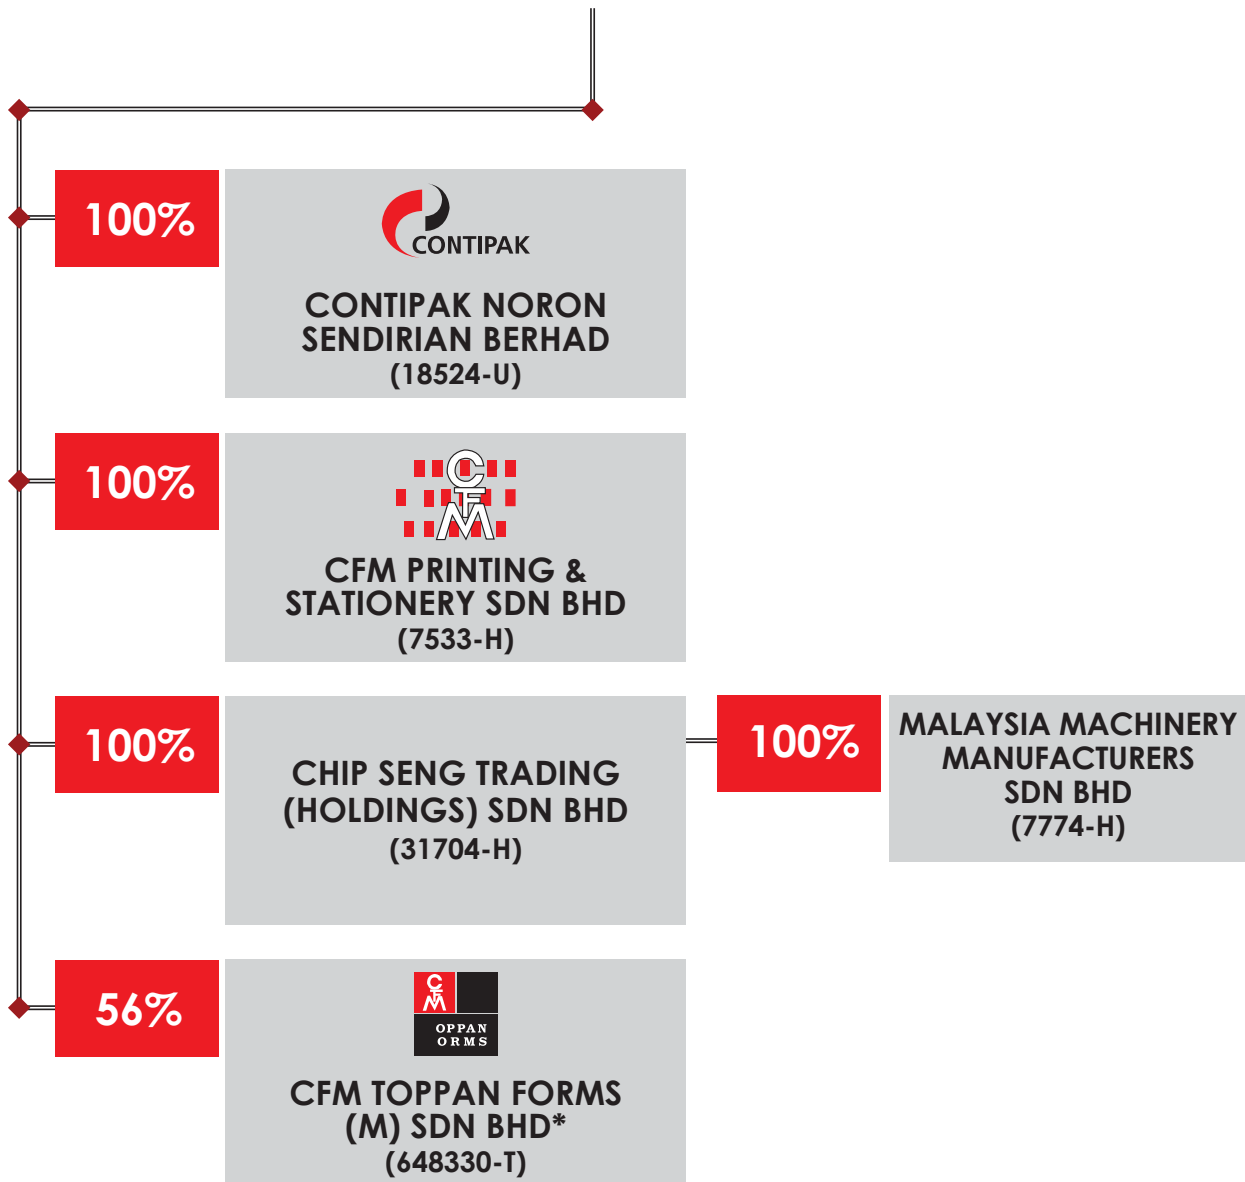 100%
CONTIPAK
CONTIPAK NORON
SENDIRIAN BERHAD
(18524-U)
100%
C
F
M
CFM PRINTING &
STATIONERY SDN BHD
(7533-H)
100%
CHIP SENG TRADING
(HOLDINGS) SDN BHD
(31704-H)
100%
MALAYSIA MACHINERY
MANUFACTURERS
SDN BHD
(7774-H)
56%
C
F
M
OPPAN
ORMS
CFM TOPPAN FORMS
(M) SDN BHD*
(648330-T)